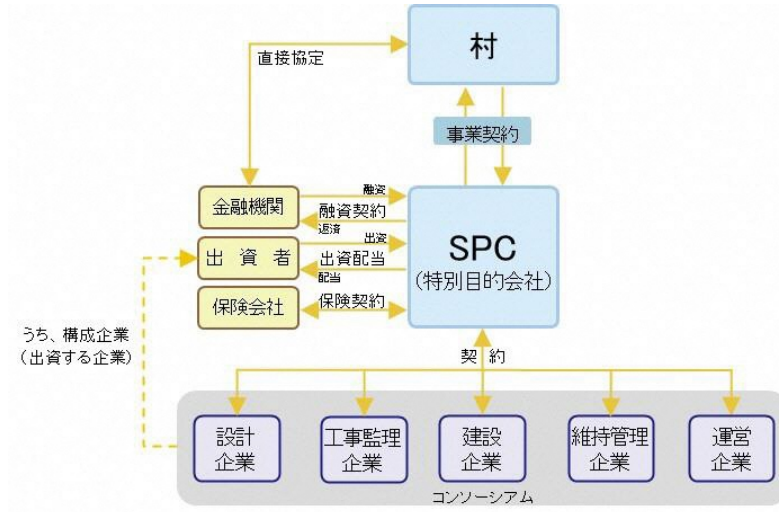 村
直接協定
事業契約
金融機関
融資
融資契約
返済
出資者
出資
出資配当
配当
保険会社
保険契約
SPC
(特別目的会社)
うち、構成企業
(出資する企業)
契約
設計
企業
工事監理
企業
建設
企業
維持管理
企業
運営
企業
コンソーシアム